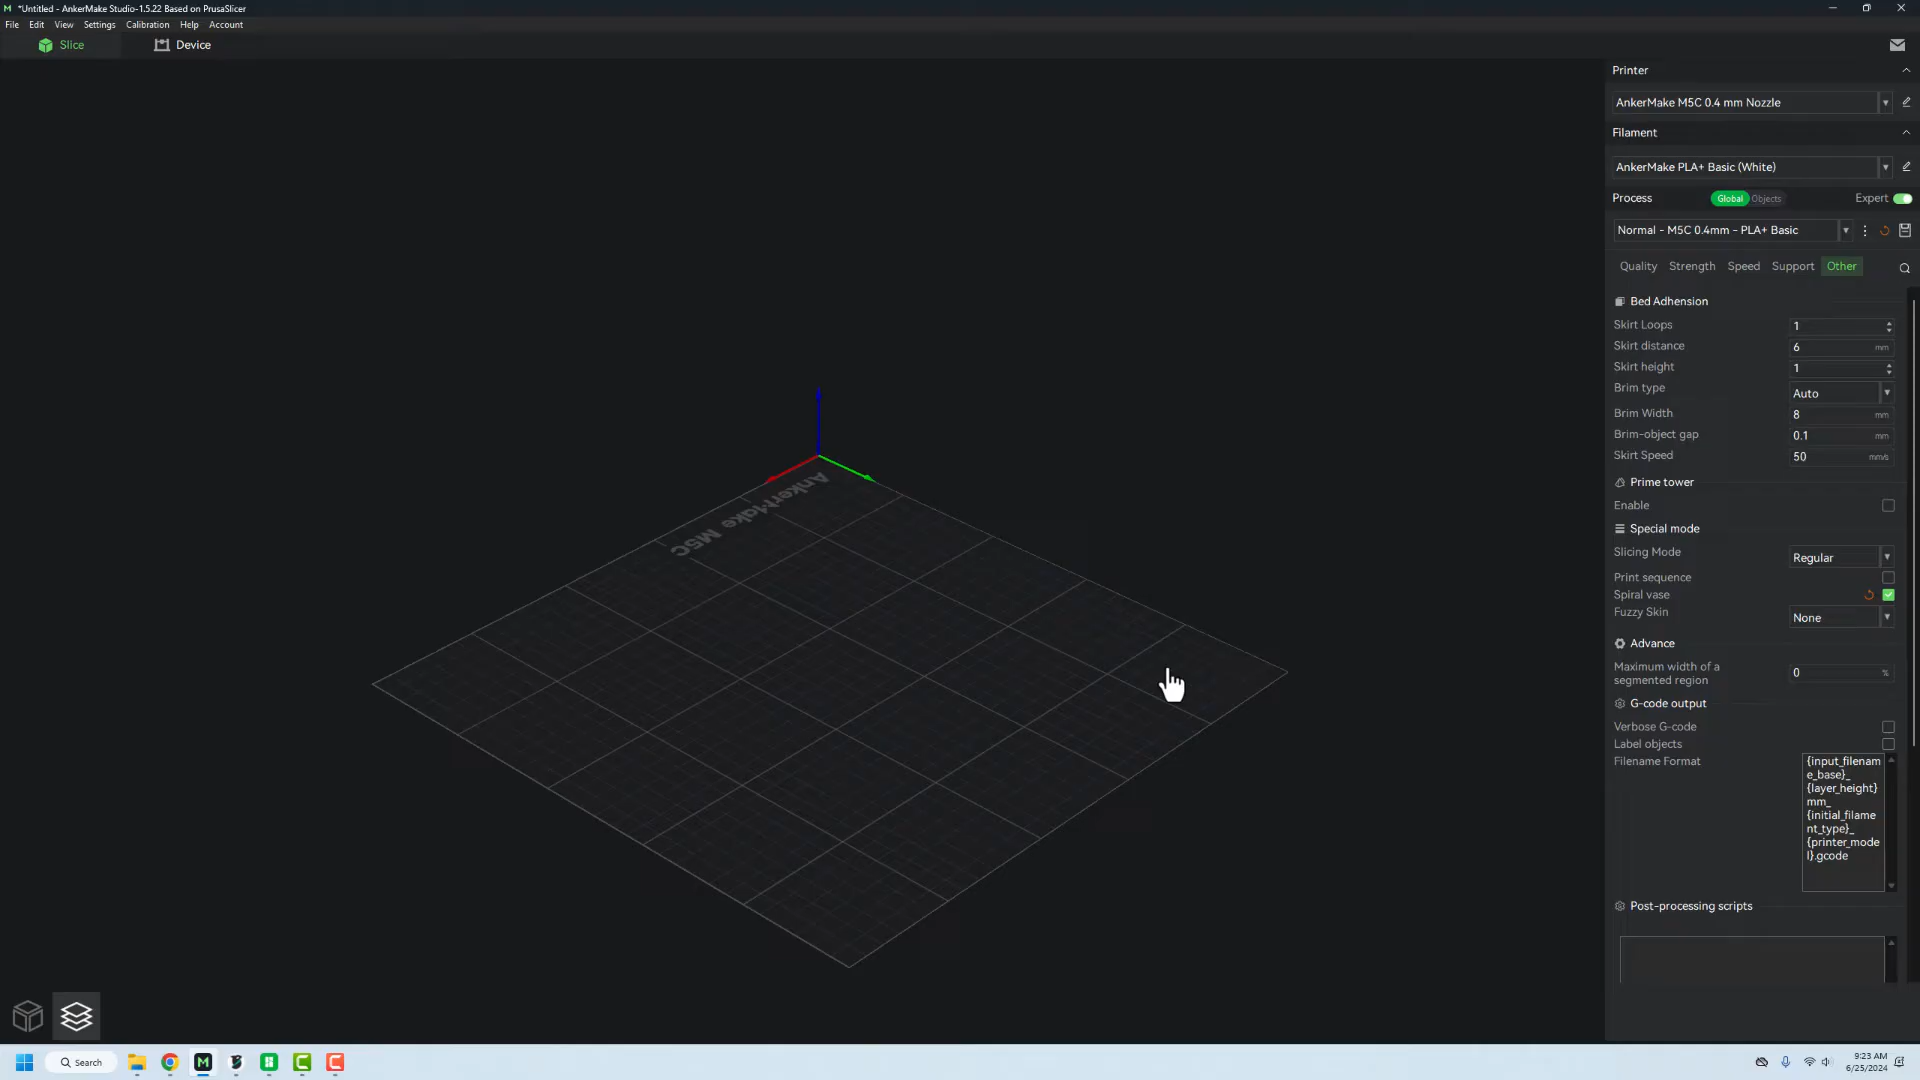 *Untitled - AnkerMake Studio-1.5.22 Based on PrusaSlicer
File Edit View Settings Calibration Help Account
Slice Device
Printer
AnkerMake M5C 0.4 mm Nozzle
Filament
AnkerMake PLA+ Basic (White)
Process Global Objects Expert
Normal - M5C 0.4mm - PLA+ Basic
Quality Strength Speed Support Other
Bed Adhension
Skirt Loops 1
Skirt distance 6 mm
Skirt height 1
Brim type Auto
Brim Width 8 mm
Brim-object gap 0.1 mm
Skirt Speed 50 mm/s
Prime tower
Enable
Special mode
Slicing Mode Regular
Print sequence
Spiral vase
Fuzzy Skin None
Advance
Maximum width of a
segmented region 0 %
G-code output
Verbose G-code
Label objects
Filename Format {input_filenam
e_base}_
{layer_height}
mm_
{initial_filame
nt_type}_
{printer_mode
l}.gcode
Post-processing scripts
AnkerMake M5C
Search
9:23 AM
6/25/2024